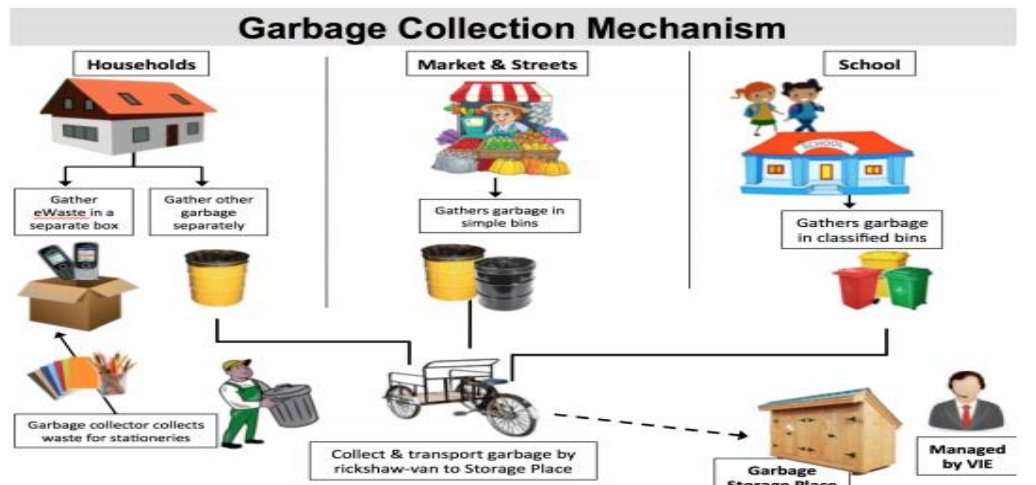 Garbage Collection Mechanism
Households
Market & Streets
School
SCHOOL
Gather
eWaste in a
separate box
Gather other
garbage
separately
Gathers garbage in
simple bins
Gathers garbage
in classified bins
Garbage collector collects
waste for stationeries
Collect & transport garbage by
rickshaw-van to Storage Place
Garbage
Storage Place
Managed
by VIE